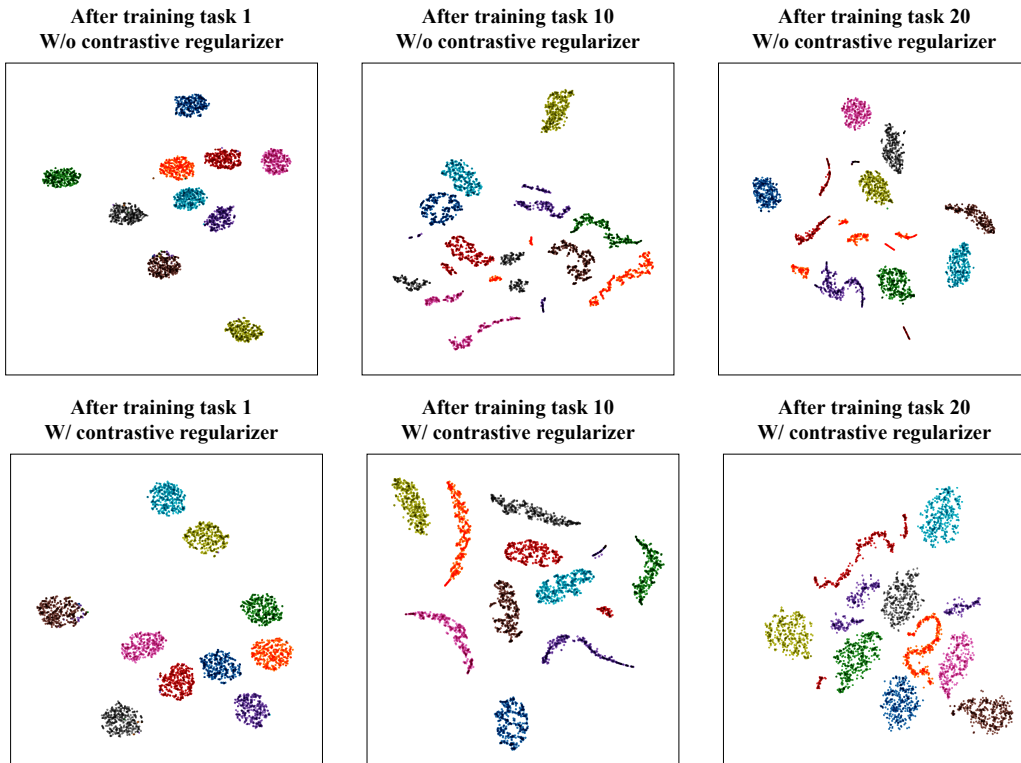 After training task 1
W/o contrastive regularizer
After training task 10
W/o contrastive regularizer
After training task 20
W/o contrastive regularizer
After training task 1
W/ contrastive regularizer
After training task 10
W/ contrastive regularizer
After training task 20
W/ contrastive regularizer